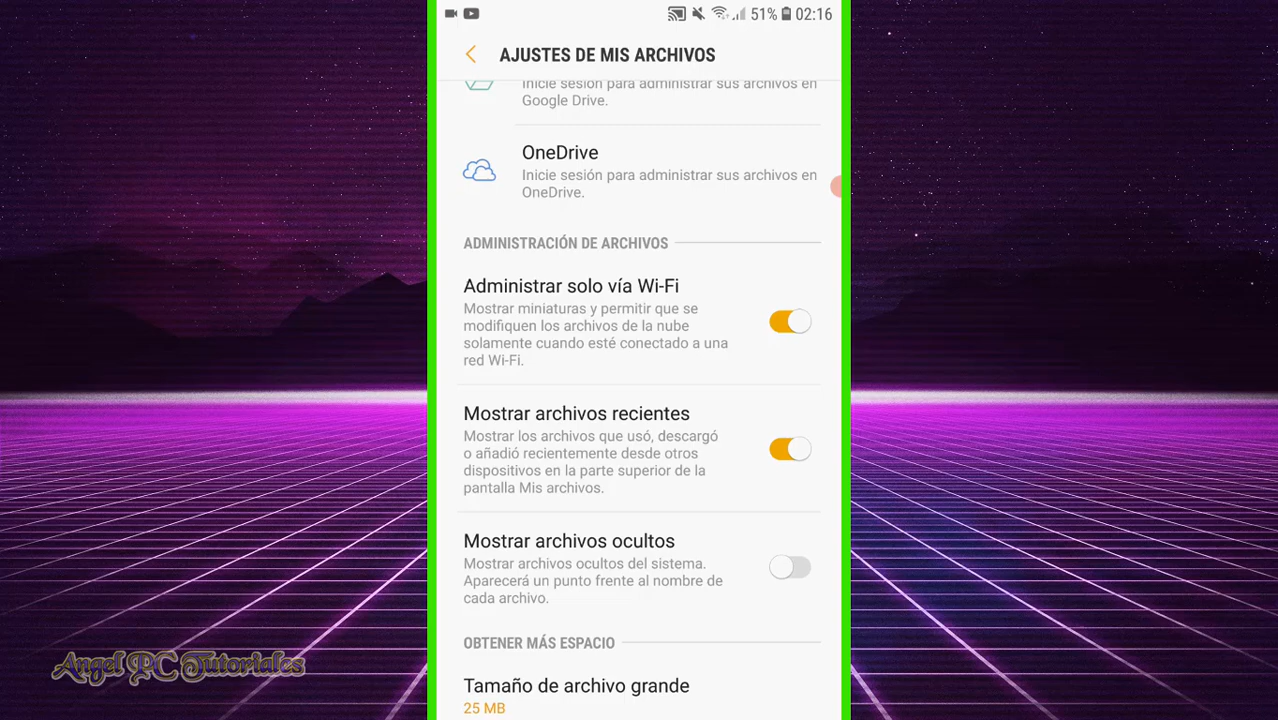 51% 02:16
AJUSTES DE MIS ARCHIVOS
Inicie sesión para administrar sus archivos en
Google Drive.
OneDrive
Inicie sesión para administrar sus archivos en
OneDrive.
ADMINISTRACIÓN DE ARCHIVOS
Administrar solo vía Wi-Fi
Mostrar miniaturas y permitir que se
modifiquen los archivos de la nube
solamente cuando esté conectado a una
red Wi-Fi.
Mostrar archivos recientes
Mostrar los archivos que usó, descargó
o añadió recientemente desde otros
dispositivos en la parte superior de la
pantalla Mis archivos.
Mostrar archivos ocultos
Mostrar archivos ocultos del sistema.
Aparecerá un punto frente al nombre de
cada archivo.
OBTENER MÁS ESPACIO
Tamaño de archivo grande
25 MB
Angel PC Tutoriales